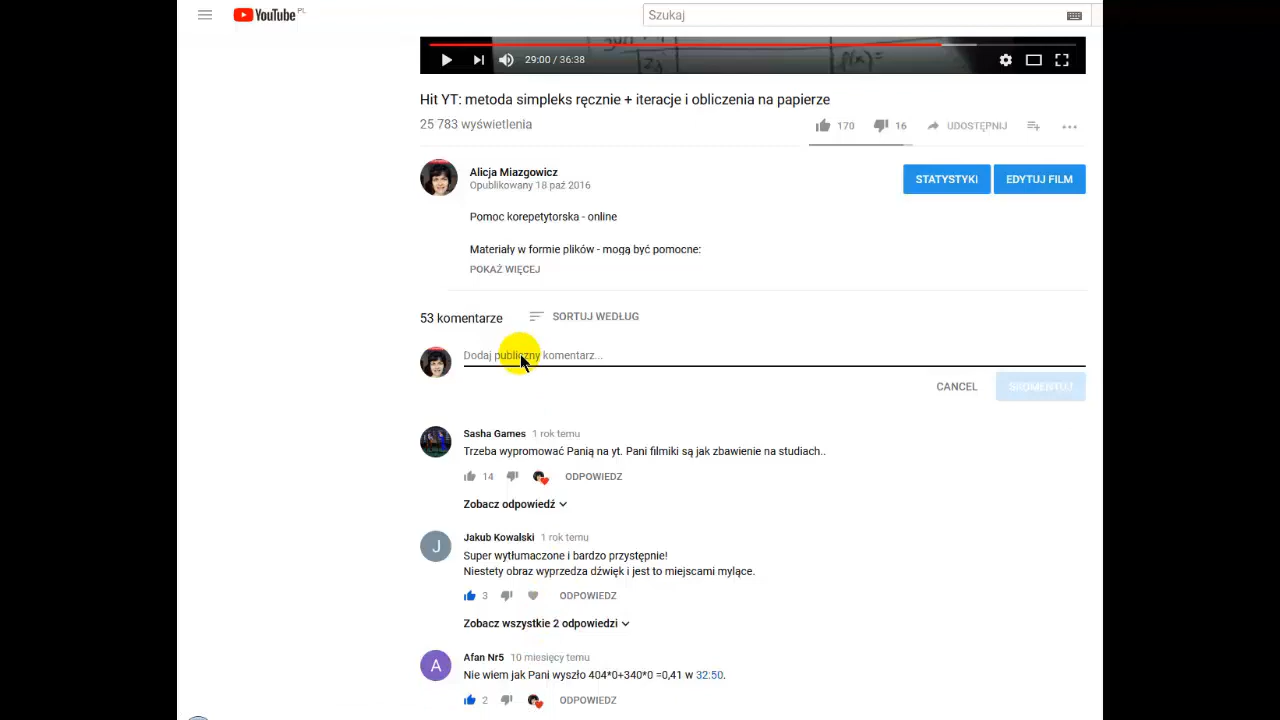 YouTube PL
Szukaj
29:00 / 36:38
Hit YT: metoda simpleks ręcznie + iteracje i obliczenia na papierze
25 783 wyświetlenia
170
16
UDOSTĘPNIJ
Alicja Miazgowicz
Opublikowany 18 paź 2016
STATYSTYKI
EDYTUJ FILM
Pomoc korepetytorska - online
Materiały w formie plików - mogą być pomocne:
POKAŻ WIĘCEJ
53 komentarze
SORTUJ WEDŁUG
Dodaj publiczny komentarz...
CANCEL
SKOMENTUJ
Sasha Games 1 rok temu
Trzeba wypromować Panią na yt. Pani filmiki są jak zbawienie na studiach..
14
ODPOWIEDZ
Zobacz odpowiedź
J
Jakub Kowalski 1 rok temu
Super wytłumaczone i bardzo przystępnie!
Niestety obraz wyprzedza dźwięk i jest to miejscami mylące.
3
ODPOWIEDZ
Zobacz wszystkie 2 odpowiedzi
A
Afan Nr5 10 miesięcy temu
Nie wiem jak Pani wyszło 404*0+340*0 =0,41 w 32:50.
2
ODPOWIEDZ